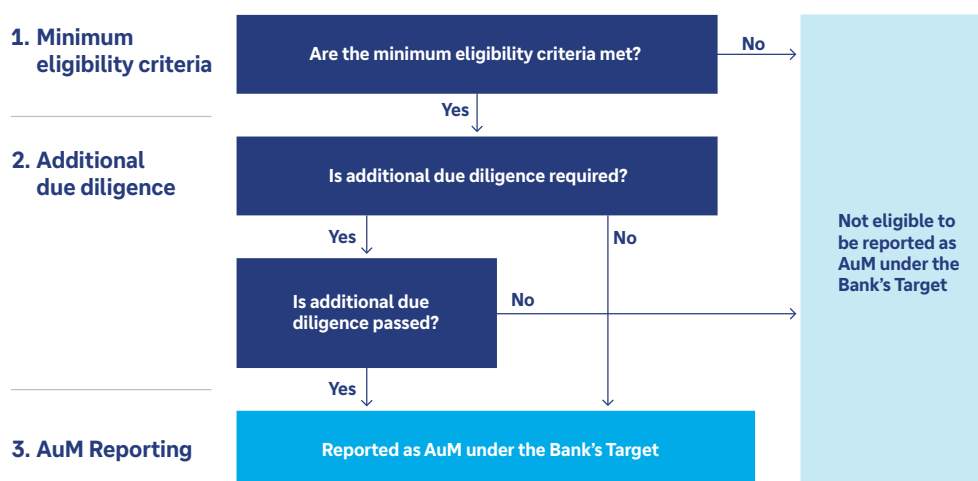 1. Minimum
eligibility criteria
Are the minimum eligibility criteria met?
No
Yes
2. Additional
due diligence
Is additional due diligence required?
Yes
No
Not eligible to
be reported as
AuM under the
Bank’s Target
Is additional due
diligence passed?
No
Yes
3. AuM Reporting
Reported as AuM under the Bank’s Target